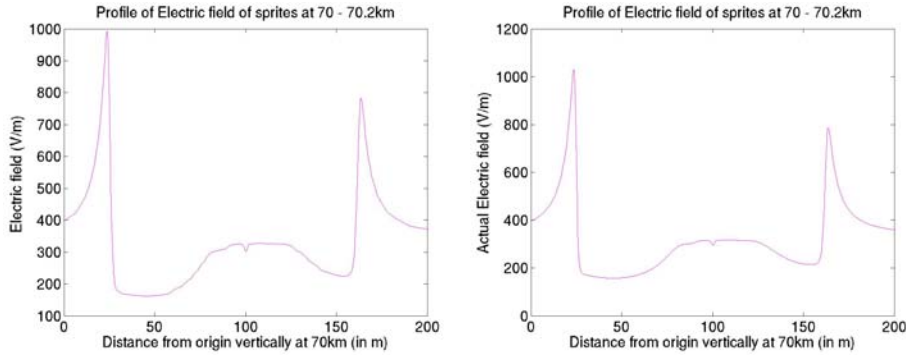 Profile of Electric field of sprites at 70 - 70.2km
1000
900
800
700
600
500
400
300
200
100
Electric field (V/m)
0 50 100 150 200
Distance from origin vertically at 70km (in m)
Profile of Electric field of sprites at 70 - 70.2km
1200
1000
800
600
400
200
0
Actual Electric field (V/m)
0 50 100 150 200
Distance from origin vertically at 70km (in m)